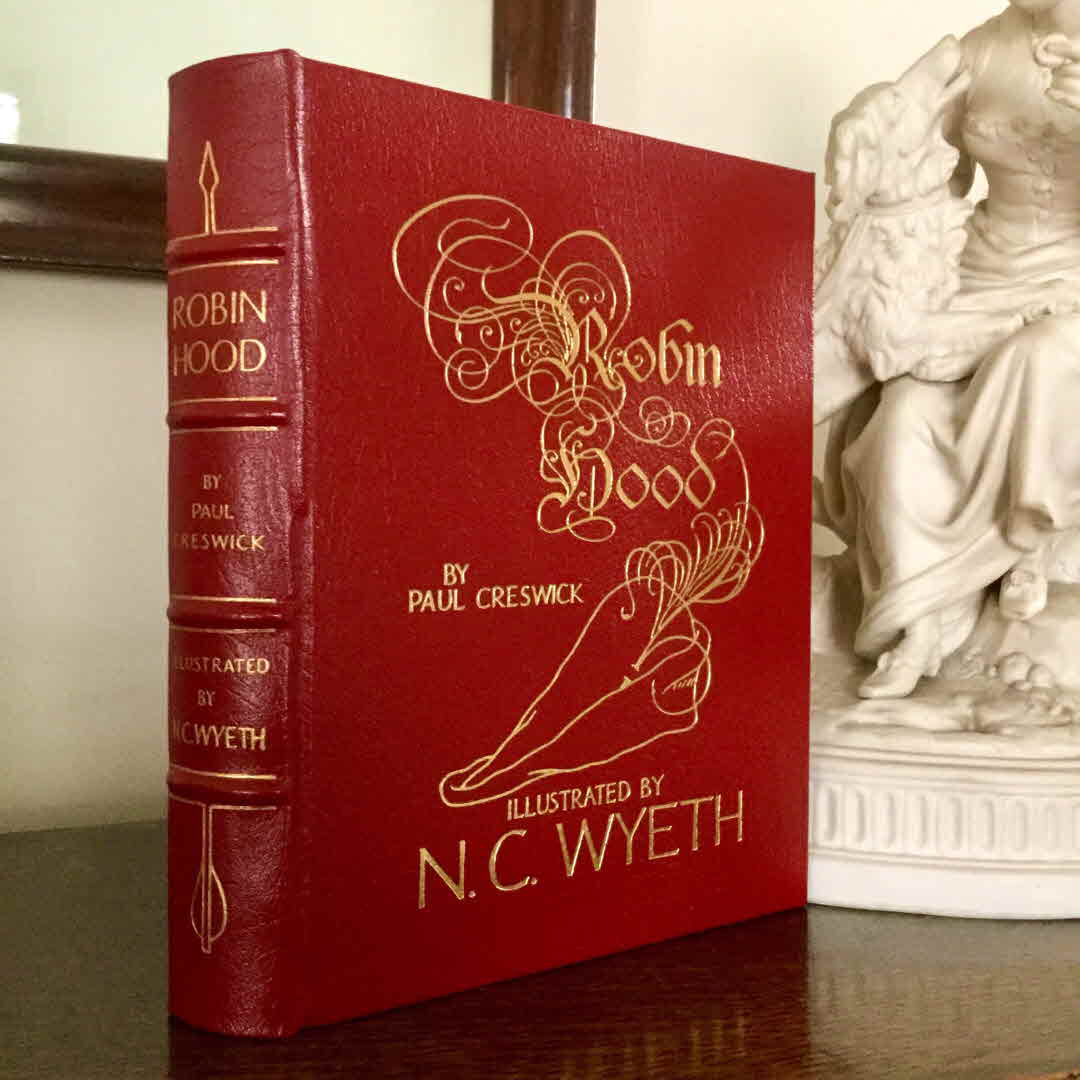 ROBIN
HOOD
BY
PAUL
CRESWICK
ILLUSTRATED
BY
N.C.WYETH
Robin
Hood
BY
PAUL CRESWICK
ILLUSTRATED BY
N. C. WYETH